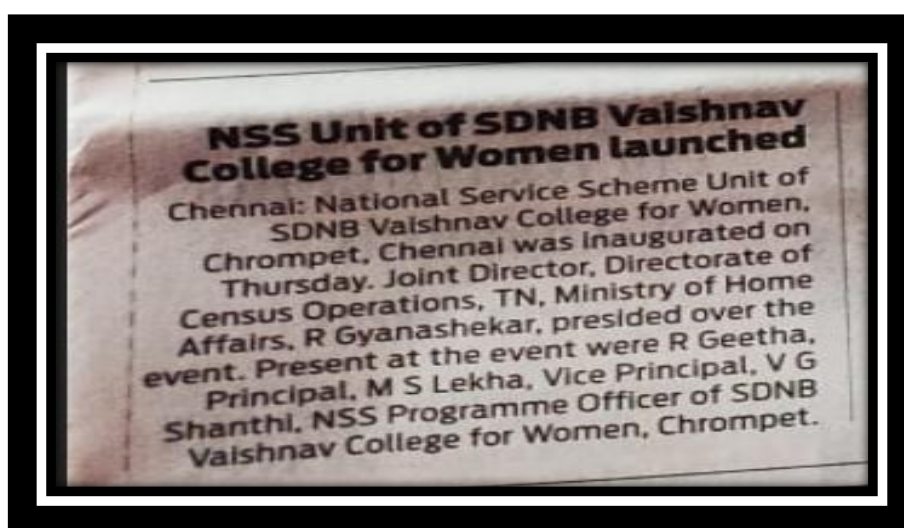 NSS Unit of SDNB Vaishnav
College for Women launched
Chennai: National Service Scheme Unit of
SDNB Vaishnav College for Women,
Chrompet, Chennai was inaugurated on
Thursday. Joint Director, Directorate of
Census Operations, TN, Ministry of Home
Affairs, R Gyanashekar, presided over the
event. Present at the event were R Geetha,
Principal, M S Lekha, Vice Principal, V G
Shanthi, NSS Programme Officer of SDNB
Vaishnav College for Women, Chrompet.